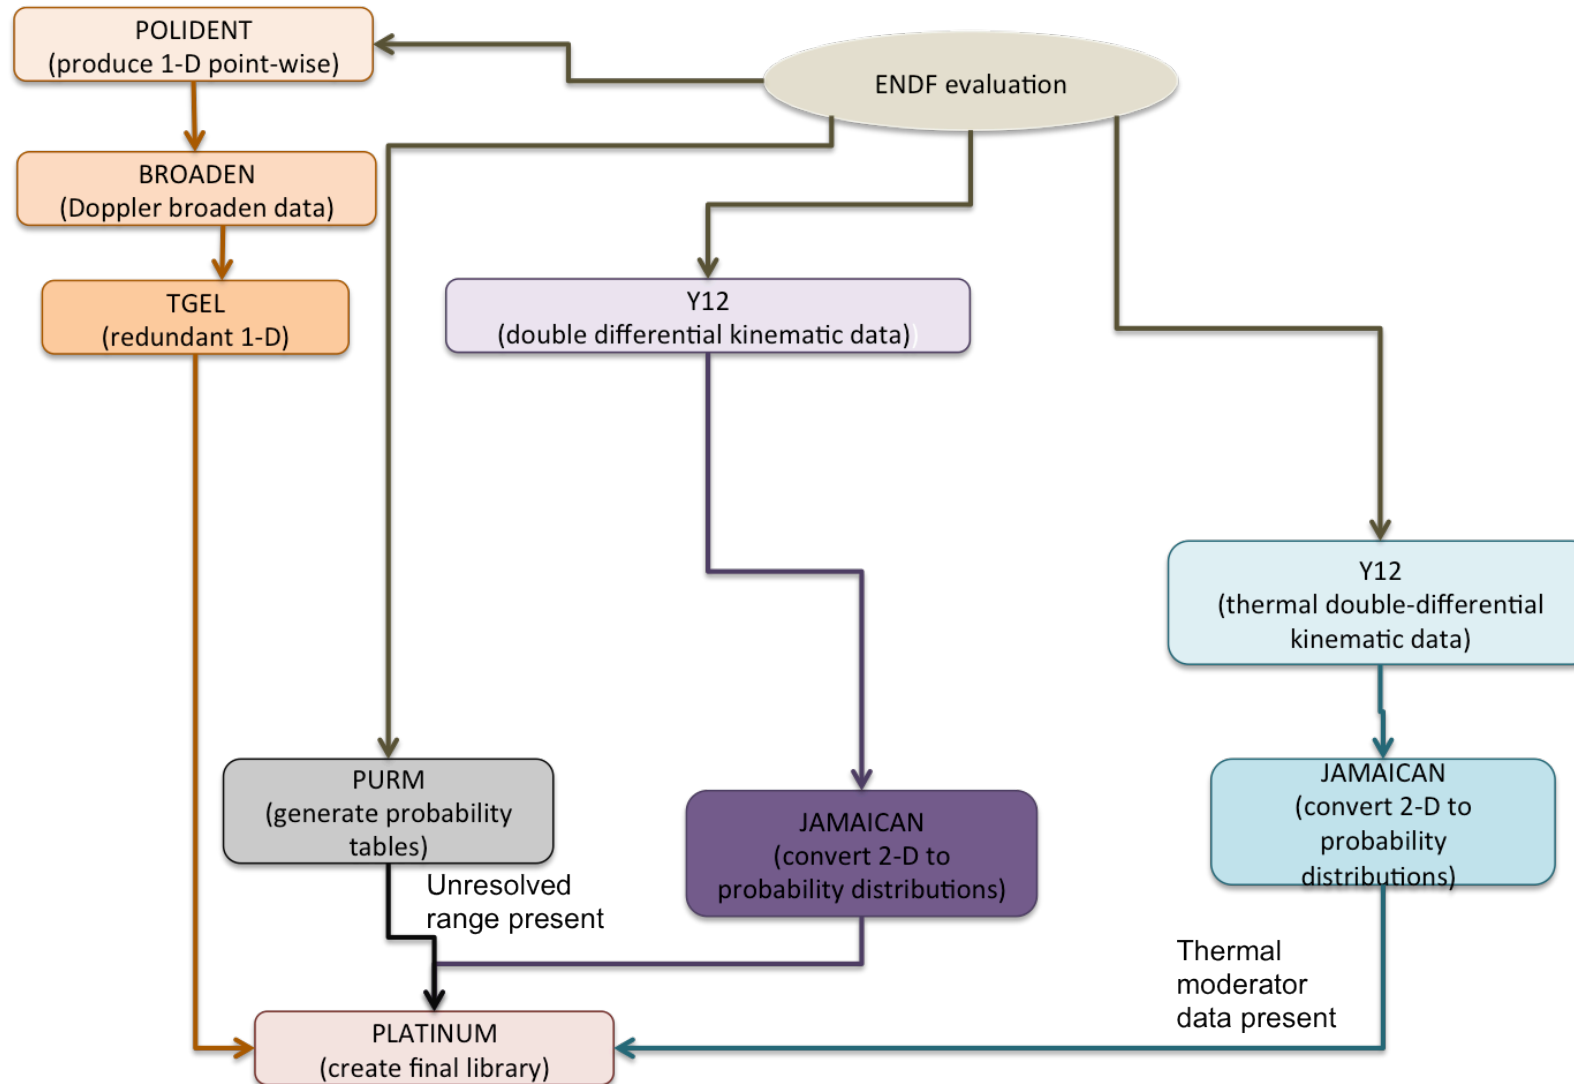 POLIDENT
(produce 1-D point-wise)
ENDF evaluation
BROADEN
(Doppler broaden data)
TGEL
(redundant 1-D)
Y12
(double differential kinematic data))
Y12
(thermal double-differential
kinematic data)
PURM
(generate probability
tables)
JAMAICAN
(convert 2-D to
probability distributions)
JAMAICAN
(convert 2-D to
probability
distributions)
Unresolved
range present
Thermal
moderator
data present
PLATINUM
(create final library)